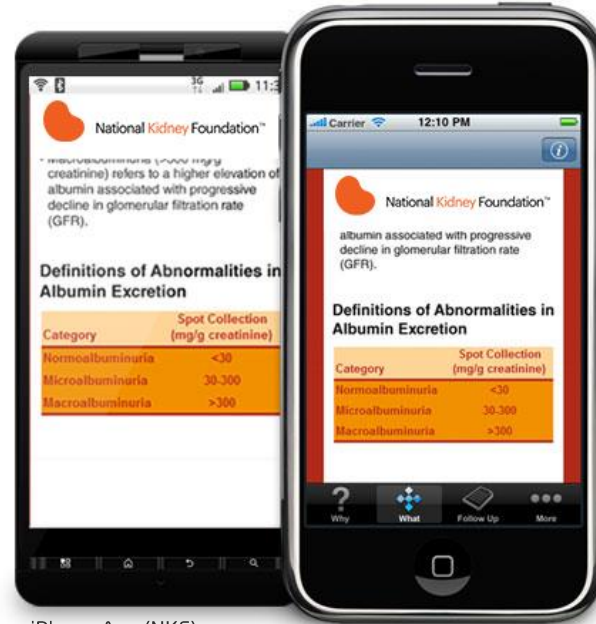 3G 11:3
National Kidney Foundation™
creatinine) refers to a higher elevation of
albumin associated with progressive
decline in glomerular filtration rate
(GFR).
Definitions of Abnormalities in
Albumin Excretion
Spot Collection
Category (mg/g creatinine)
Normoalbuminuria <30
Microalbuminuria 30-300
Macroalbuminuria >300
Carrier 12:10 PM
National Kidney Foundation™
albumin associated with progressive
decline in glomerular filtration rate
(GFR).
Definitions of Abnormalities in
Albumin Excretion
Spot Collection
Category (mg/g creatinine)
Normoalbuminuria <30
Microalbuminuria 30-300
Macroalbuminuria >300
Why What Follow Up More